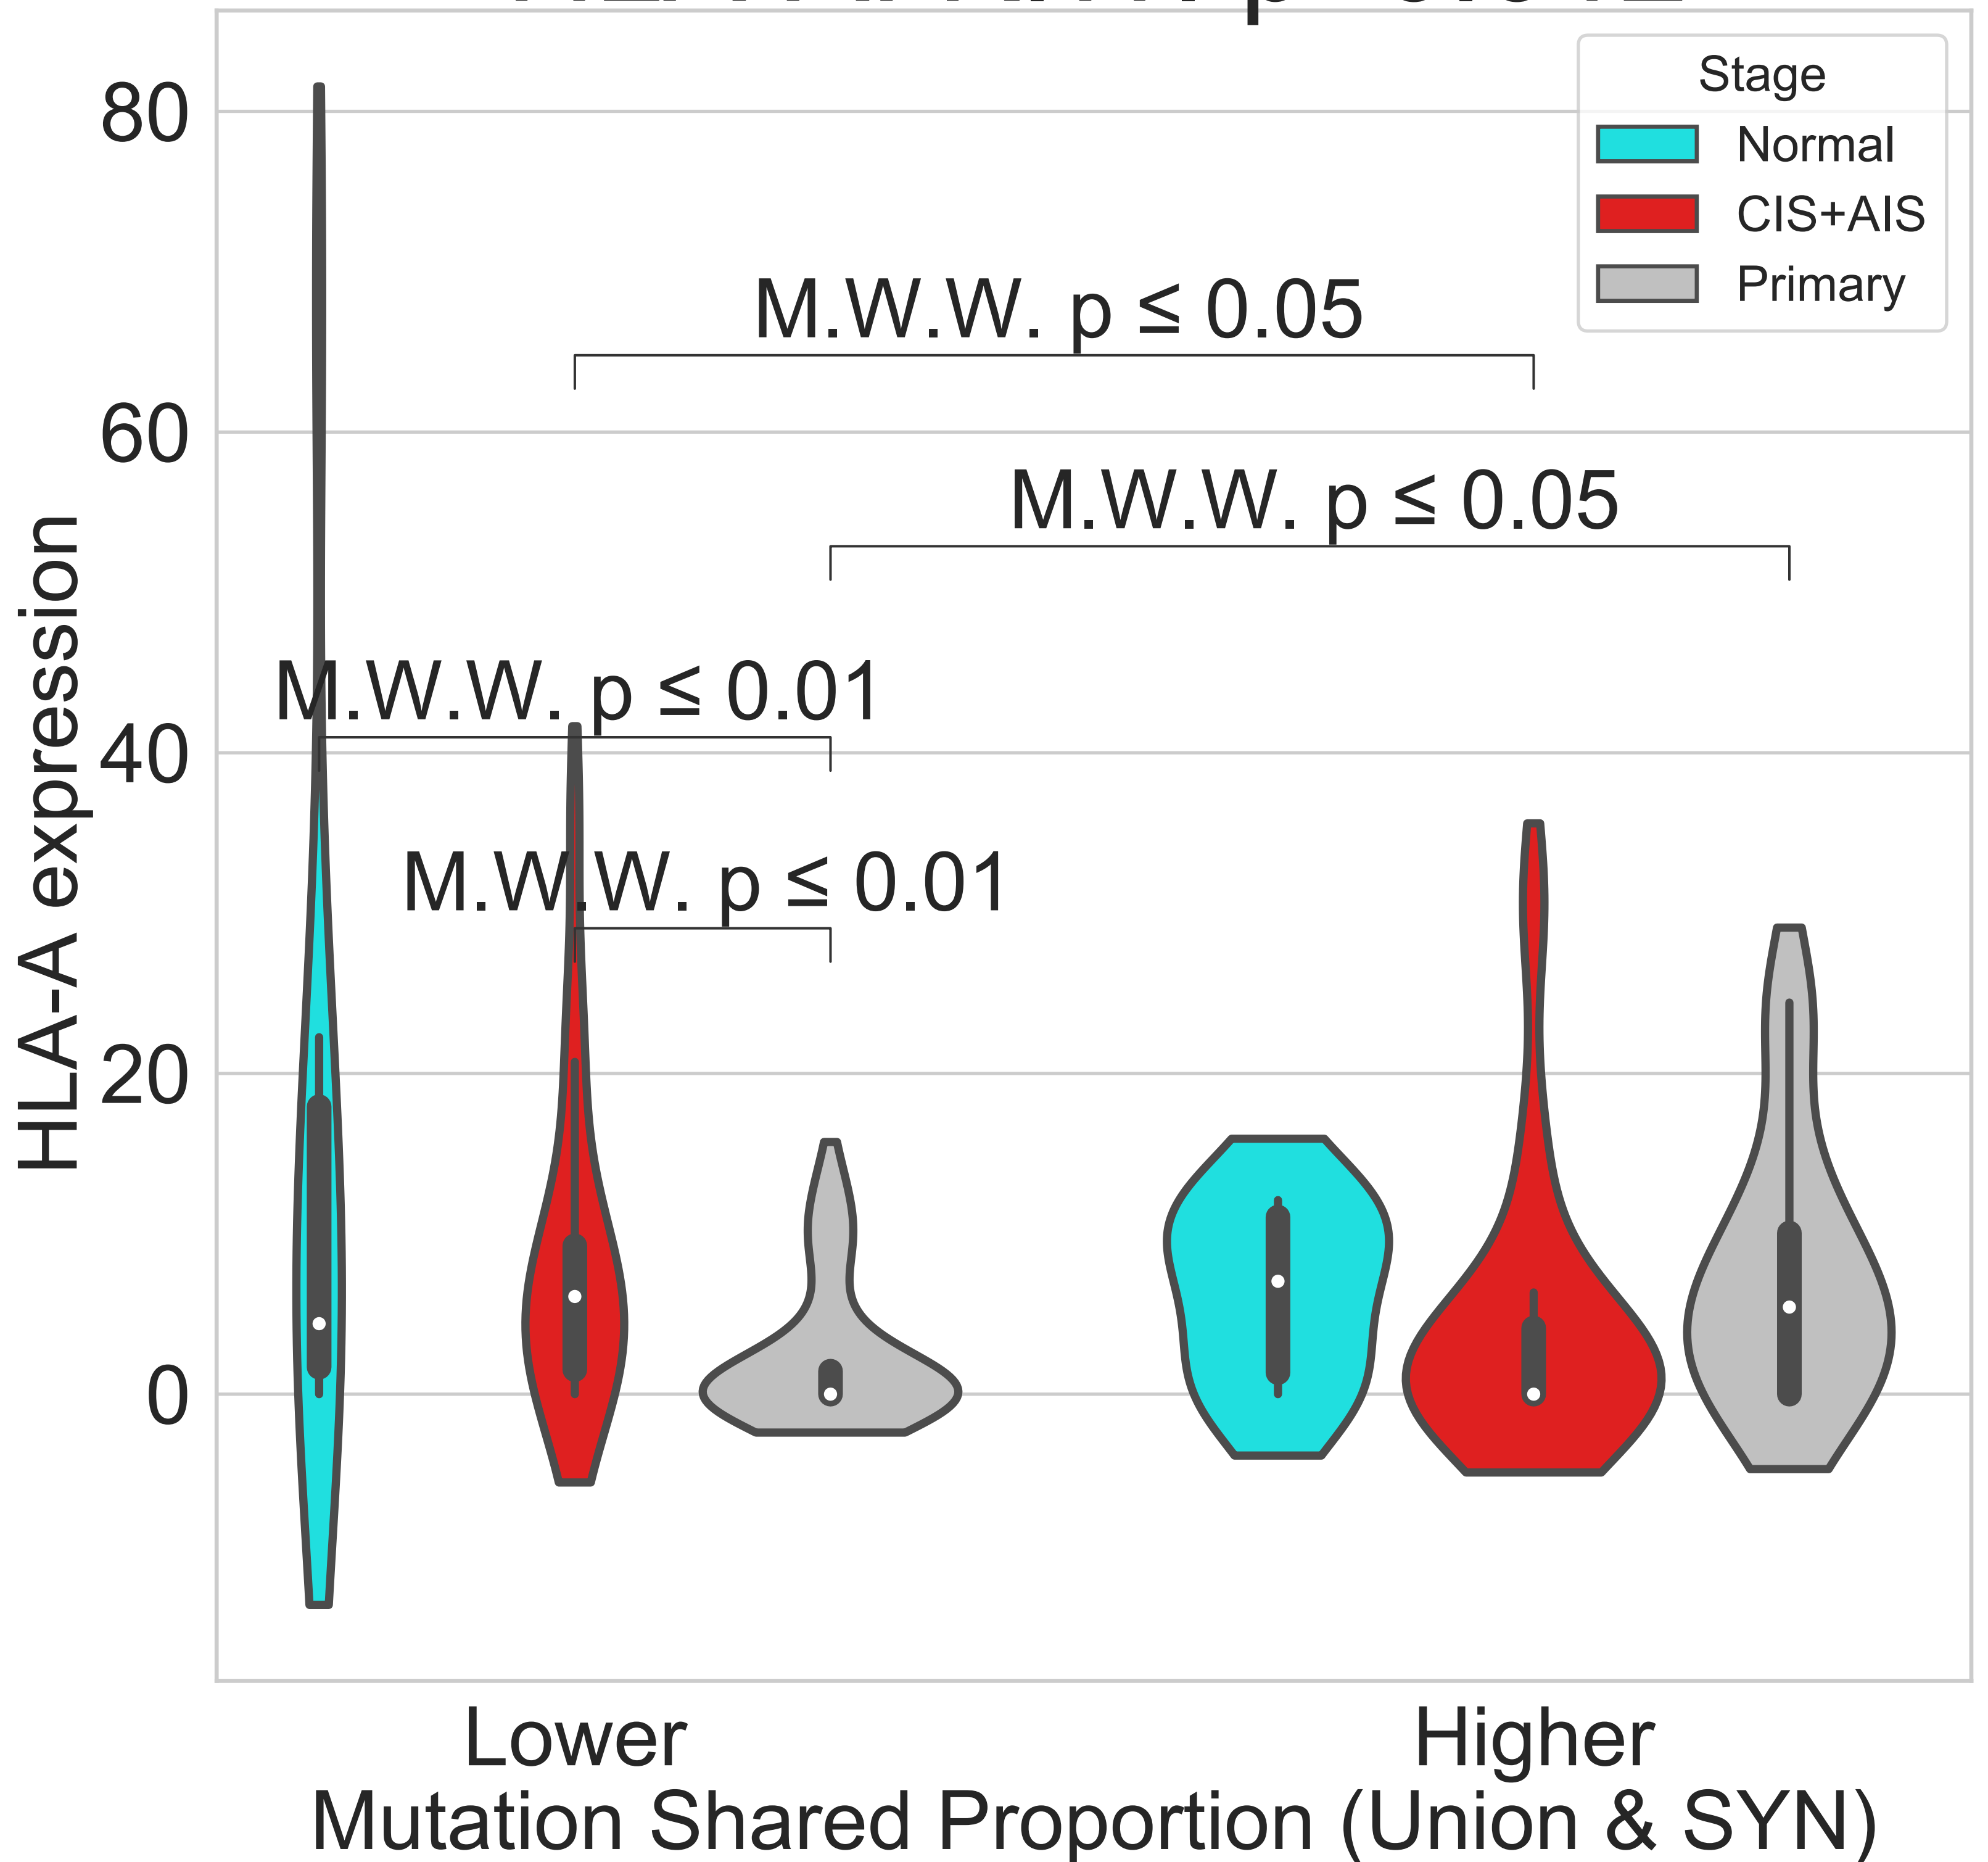 Stage
Normal
CIS+AIS
Primary
M.W.W. p ≤ 0.05
M.W.W. p ≤ 0.05
M.W.W. p ≤ 0.01
M.W.W. p ≤ 0.01
80
60
40
20
0
HLA-A expression
Lower
Higher
Mutation Shared Proportion (Union & SYN)